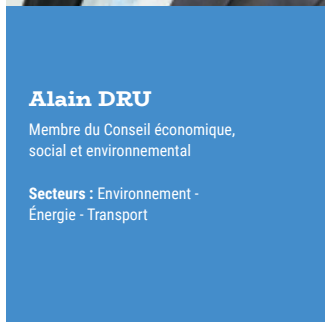 Alain DRU
Membre du Conseil économique,
social et environnemental
Secteurs : Environnement -
Énergie - Transport